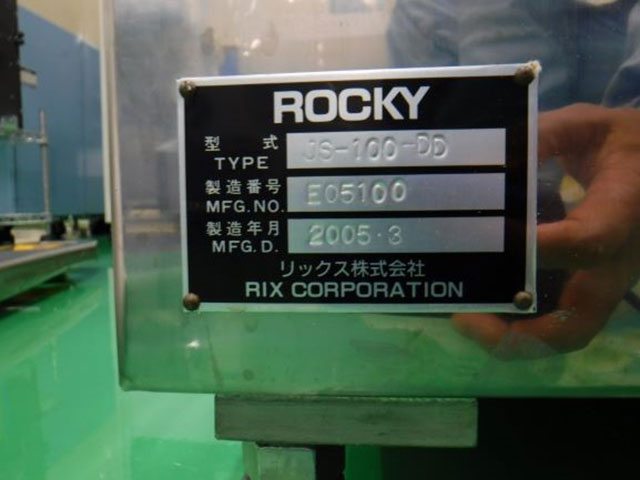 ROCKY
型式 JS-100-DD
TYPE
製造番号 E05100
MFG.NO.
製造年月 2005・3
MFG.D.
リックス株式会社
RIX CORPORATION